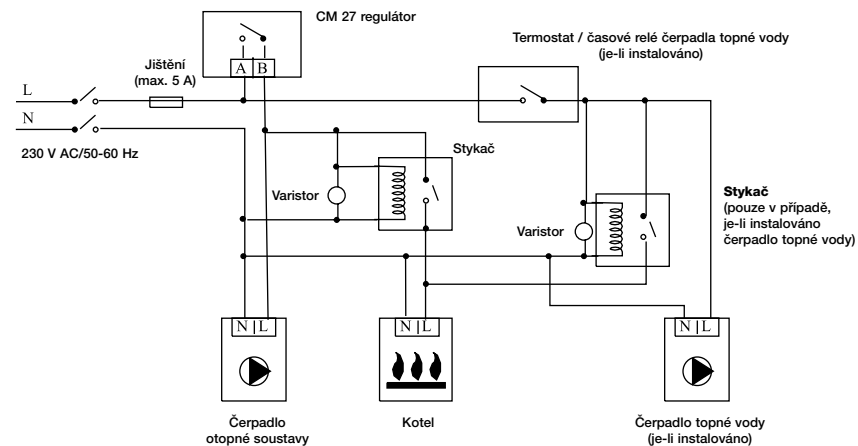 CM 27 regulátor
Termostat / časové relé čerpadla topné vody
(je-li instalováno)
Jištění
(max. 5 A)
A B
L
N
230 V AC/50-60 Hz
Stykač
Varistor
Stykač
(pouze v případě,
je-li instalováno
čerpadlo topné vody)
Varistor
N L
N L
N L
Čerpadlo
otopné soustavy
Kotel
Čerpadlo topné vody
(je-li instalováno)